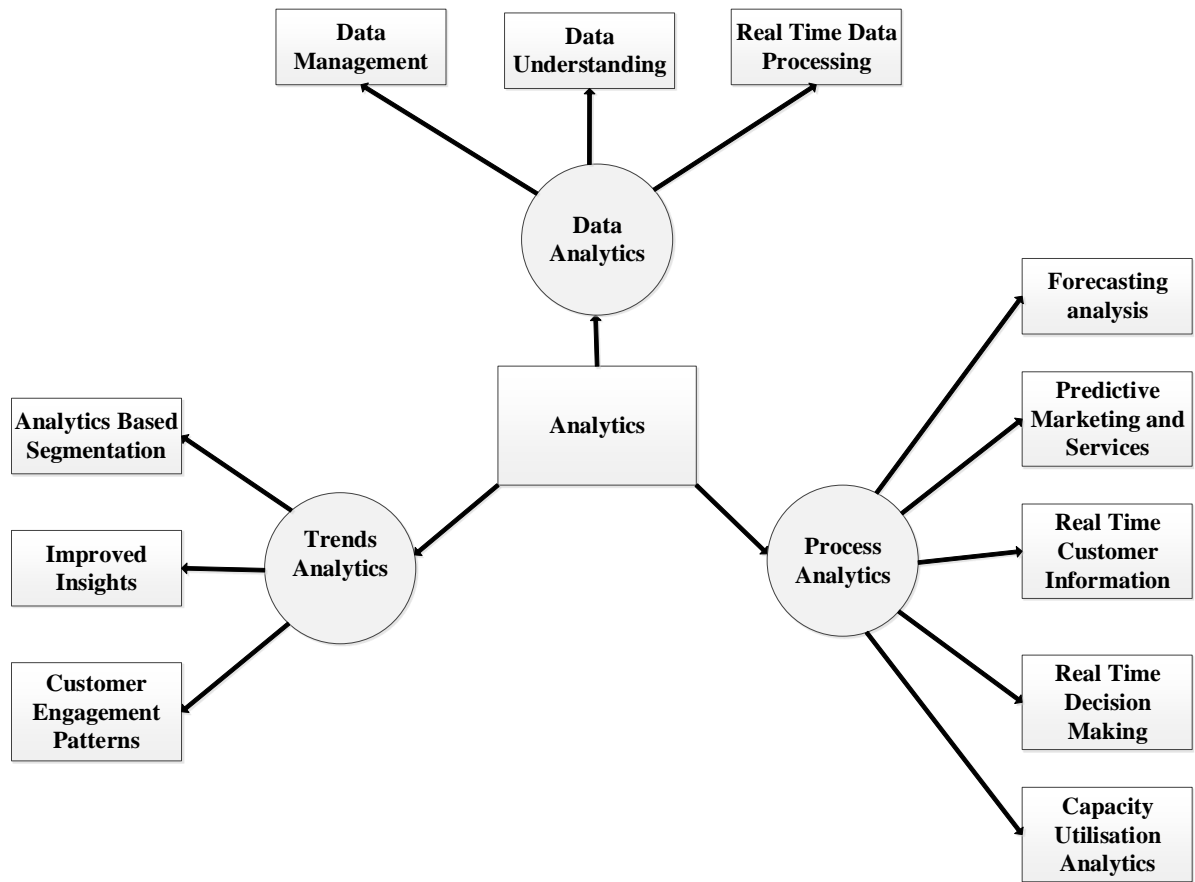 Data
Management
Data
Understanding
Real Time Data
Processing
Data
Analytics
Forecasting
analysis
Analytics
Predictive
Marketing and
Services
Analytics Based
Segmentation
Trends
Analytics
Process
Analytics
Real Time
Customer
Information
Improved
Insights
Customer
Engagement
Patterns
Real Time
Decision
Making
Capacity
Utilisation
Analytics